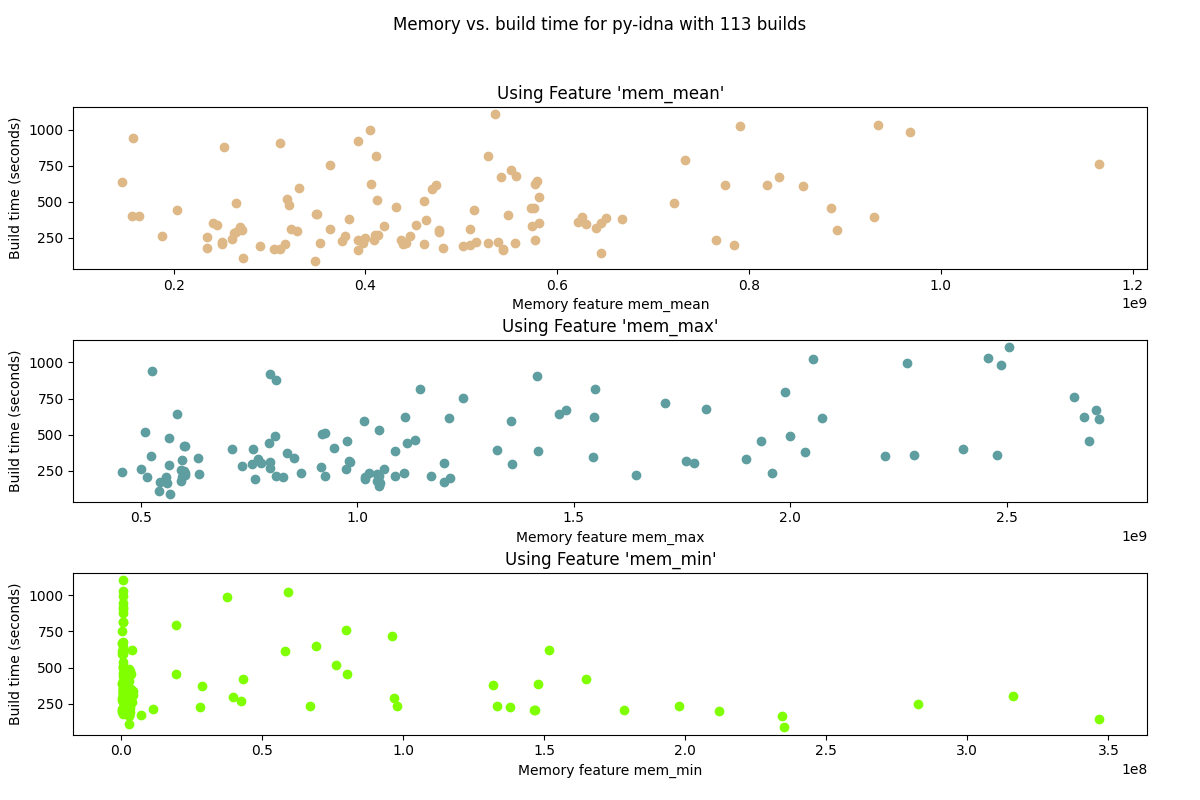 Memory vs. build time for py-idna with 113 builds
Using Feature 'mem_mean'
Build time (seconds)
1000
750
500
250
0.2 0.4 0.6 0.8 1.0 1.2
1e9
Memory feature mem_mean
Using Feature 'mem_max'
Build time (seconds)
1000
750
500
250
0.5 1.0 1.5 2.0 2.5
1e9
Memory feature mem_max
Using Feature 'mem_min'
Build time (seconds)
1000
750
500
250
0.0 0.5 1.0 1.5 2.0 2.5 3.0 3.5
1e8
Memory feature mem_min